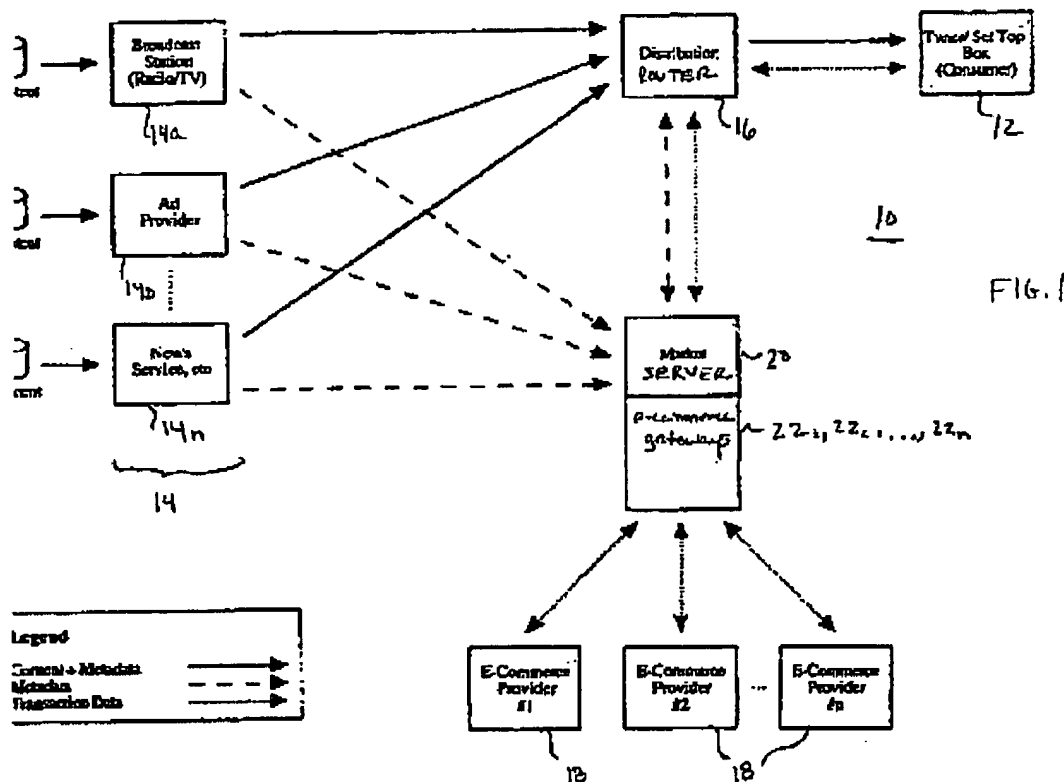 Broadcast
Station
(Radio/TV)
14a
Distribution
ROUTER
16
Tuner/Set Top
Box
(Consumer)
12
Ad
Provider
14b
10
FIG. 1
News
Service, etc
14n
14
Market
SERVER
20
e-commerce
gateways
22n
Legend
Content + Metadata
Metadata
Transaction Data
E-Commerce
Provider
#1
18
E-Commerce
Provider
#2
...
E-Commerce
Provider
#n
18